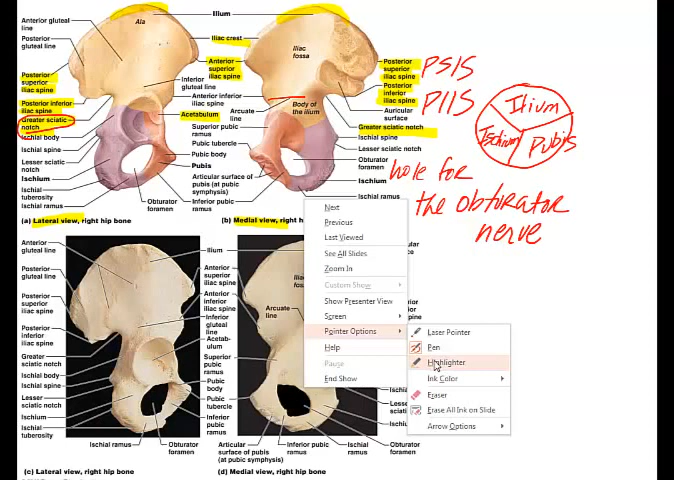 Ilium
Anterior gluteal
line
Posterior
gluteal line
Posterior
superior
iliac spine
Posterior inferior
iliac spine
Greater sciatic
notch
Ischial body
Ischial spine
Lesser sciatic
notch
Ischium
Ischial
tuberosity
Ischial ramus
Ala
Iliac crest
Anterior superior
iliac spine
Inferior
gluteal line
Anterior inferior
iliac spine
Acetabulum
Arcuate
line
Superior pubic
ramus
Pubic tubercle
Pubic body
Pubis
Articular surface of
pubis (at pubic
symphysis)
Obturator
foramen
Inferior pubic
ramus
Iliac
fossa
Body of
the ilium
Posterior
superior
iliac spine
Posterior
inferior
iliac spine
Auricular
surface
Greater sciatic notch
Ischial spine
Lesser sciatic notch
Obturator
foramen
Ischium
Ischial ramus
(a) Lateral view, right hip bone
(b) Medial view, right h
PSIS
PIIS
Ilium
Ischium
Pubis
hole for
the obturator
nerve
Next
Previous
Last Viewed
See All Slides
Zoom In
Custom Show
Show Presenter View
Screen
Pointer Options
Help
Pause
End Show
Laser Pointer
Pen
Highlighter
Ink Color
Eraser
Erase All Ink on Slide
Arrow Options
Anterior
gluteal line
Posterior
gluteal line
Posterior
superior
iliac spine
Posterior
inferior
iliac spine
Greater
sciatic notch
Ischial body
Ischial spine
Lesser
sciatic notch
Ischium
Ischial
tuberosity
Ischial ramus
Obturator
foramen
Ilium
Anterior
superior
iliac spine
Anterior
inferior
iliac spine
Inferior
gluteal
line
Acetab-
ulum
Arcuate
line
Superior
pubic
ramus
Pubic
body
Pubic
tubercle
Inferior
pubic
ramus
Articular
surface of pubis
(at pubic symphysis)
Inferior pubic
ramus
Ischial
ramus
Obturator
foramen
(c) Lateral view, right hip bone
(d) Medial view, right hip bone